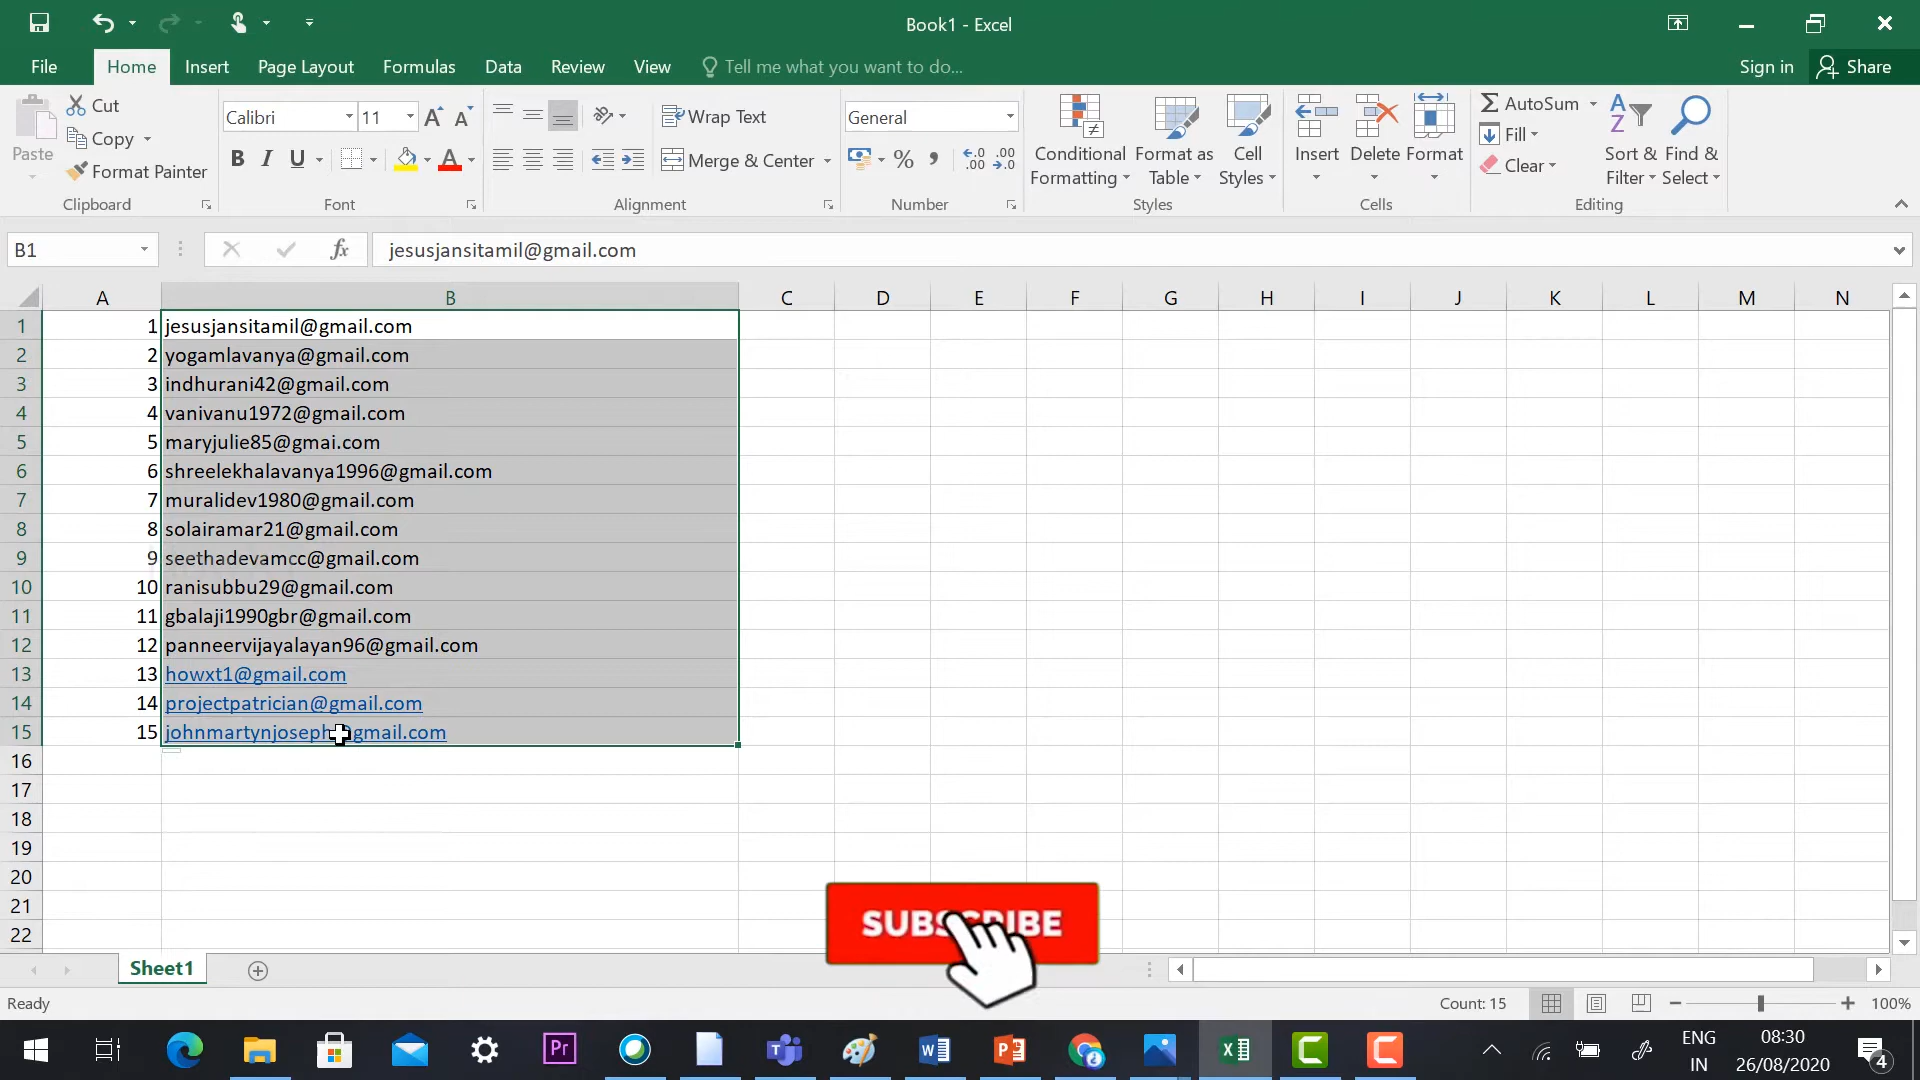 Book1 - Excel
File Home Insert Page Layout Formulas Data Review View Tell me what you want to do... Sign in Share
Paste Cut Copy Format Painter Clipboard
Calibri 11 B I U A Font
Wrap Text Merge & Center Alignment
General % , .00 Number
Conditional Formatting Format as Table Cell Styles Styles
Insert Delete Format Cells
AutoSum Fill Clear Sort & Filter Find & Select Editing
B1 fx jesusjansitamil@gmail.com
A B C D E F G H I J K L M N
1 1 jesusjansitamil@gmail.com
2 2 yogamlavanya@gmail.com
3 3 indhurani42@gmail.com
4 4 vanivanu1972@gmail.com
5 5 maryjulie85@gmai.com
6 6 shreelekhalavanya1996@gmail.com
7 7 muralidev1980@gmail.com
8 8 solairamar21@gmail.com
9 9 seethadevamcc@gmail.com
10 10 ranisubbu29@gmail.com
11 11 gbalaji1990gbr@gmail.com
12 12 panneervijayalayan96@gmail.com
13 13 howxt1@gmail.com
14 14 projectpatrician@gmail.com
15 15 johnmartynjoseph@gmail.com
16
17
18
19
20
21
22
SUBSCRIBE
Sheet1
Ready Count: 15 100%
Pr ENG 08:30
IN 26/08/2020 4